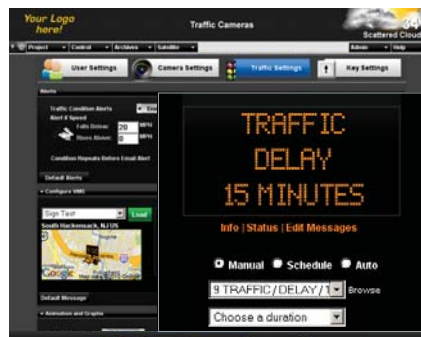 Your Logo
here!
Traffic Cameras
34
Scattered Cloud
Project Control Archives Satellite Admin Help
User Settings Camera Settings Traffic Settings Key Settings
Alerts
Traffic Condition Alerts
Alert if Speed
Falls Below: 20 MPH
Rises Above: 0 MPH
Condition Repeats Before Email Alert
Default Alerts
Configure VMS
Sign Test Load
South Hackensack, NJ US
Google
Default Message
Animation and Graphs
TRAFFIC
DELAY
15 MINUTES
Info | Status | Edit Messages
Manual Schedule Auto
9 TRAFFIC / DELAY / 1 Browse
Choose a duration